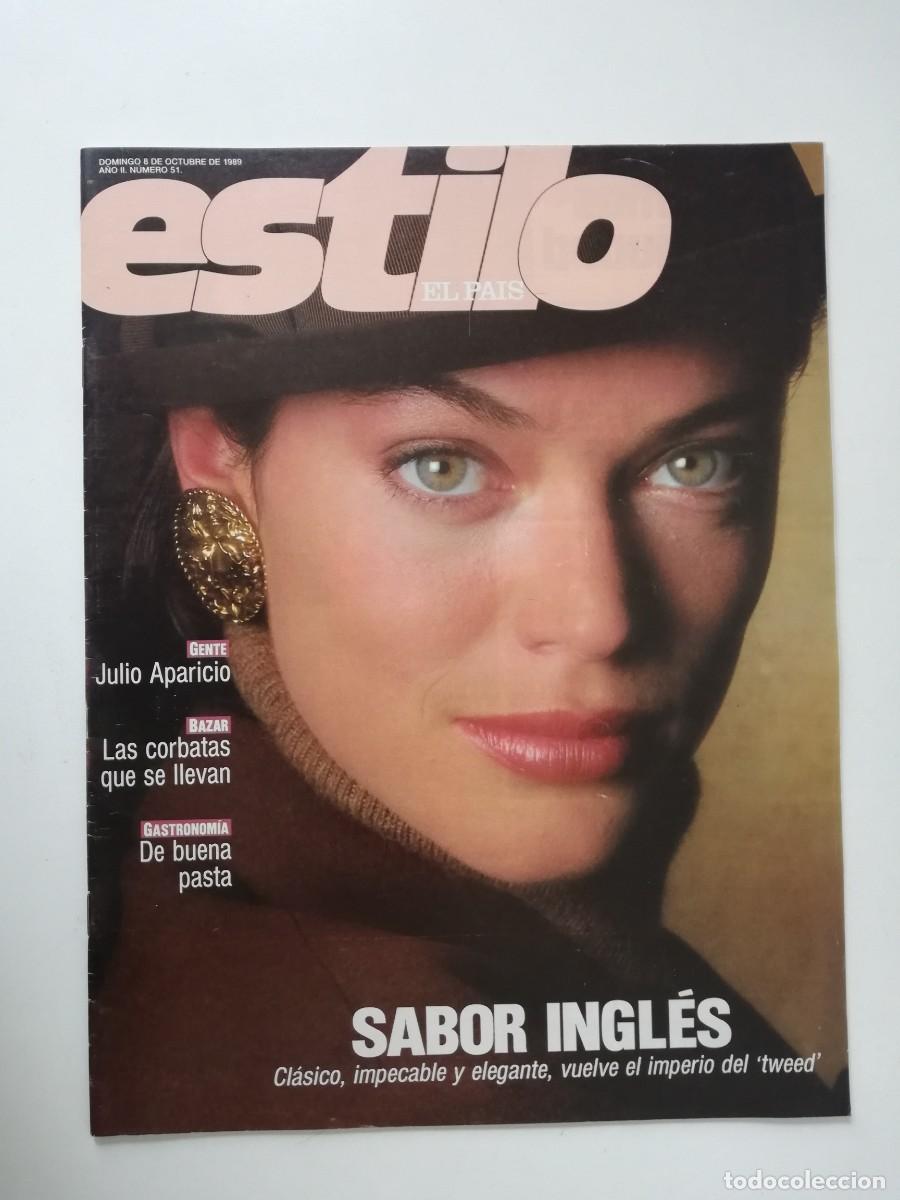 DOMINGO 8 DE OCTUBRE DE 1989
AÑO II. NÚMERO 51.
estilo
EL PAIS
GENTE
Julio Aparicio
BAZAR
Las corbatas
que se llevan
GASTRONOMÍA
De buena
pasta
SABOR INGLÉS
Clásico, impecable y elegante, vuelve el imperio del 'tweed'
todocoleccion